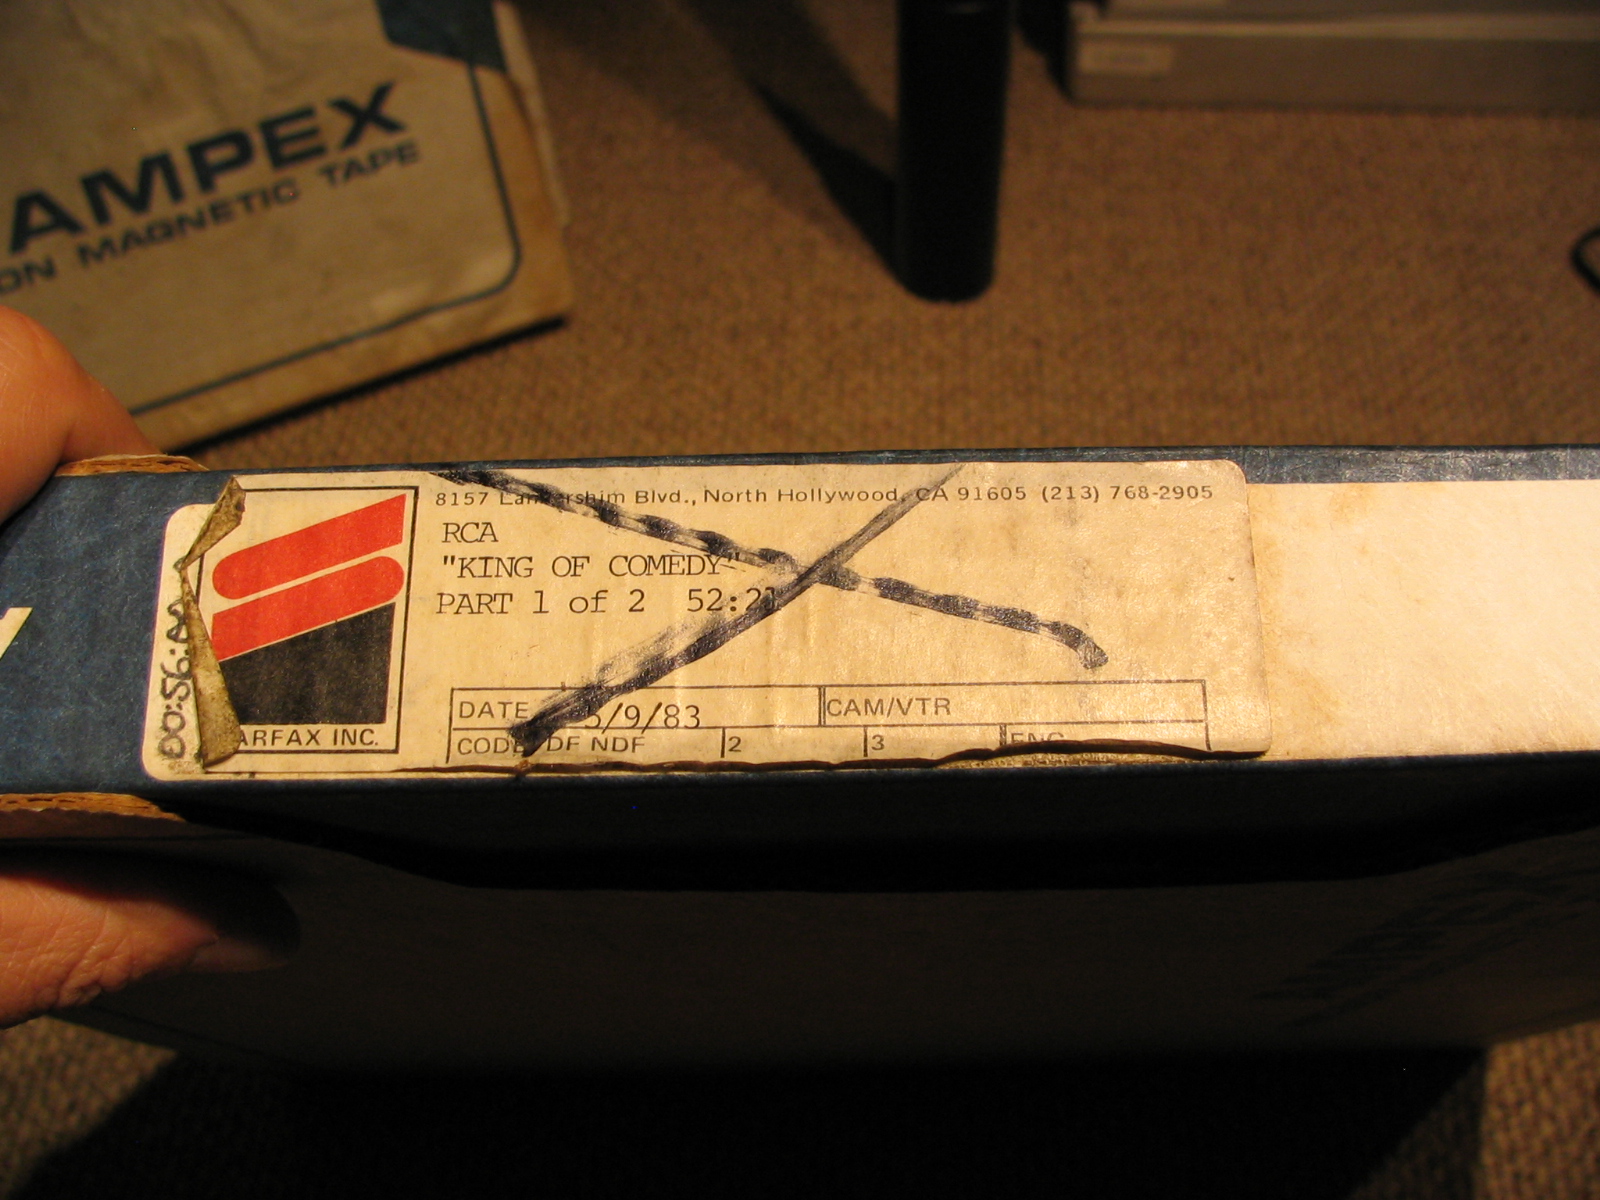 AMPEX
ON MAGNETIC TAPE
8157 Lankershim Blvd., North Hollywood, CA 91605 (213) 768-2905
RCA
"KING OF COMEDY"
PART 1 of 2 52:21
00:56:
DATE 5/9/83 CAM/VTR
CODE DF NDF 2 3 ENG
ARFAX INC.